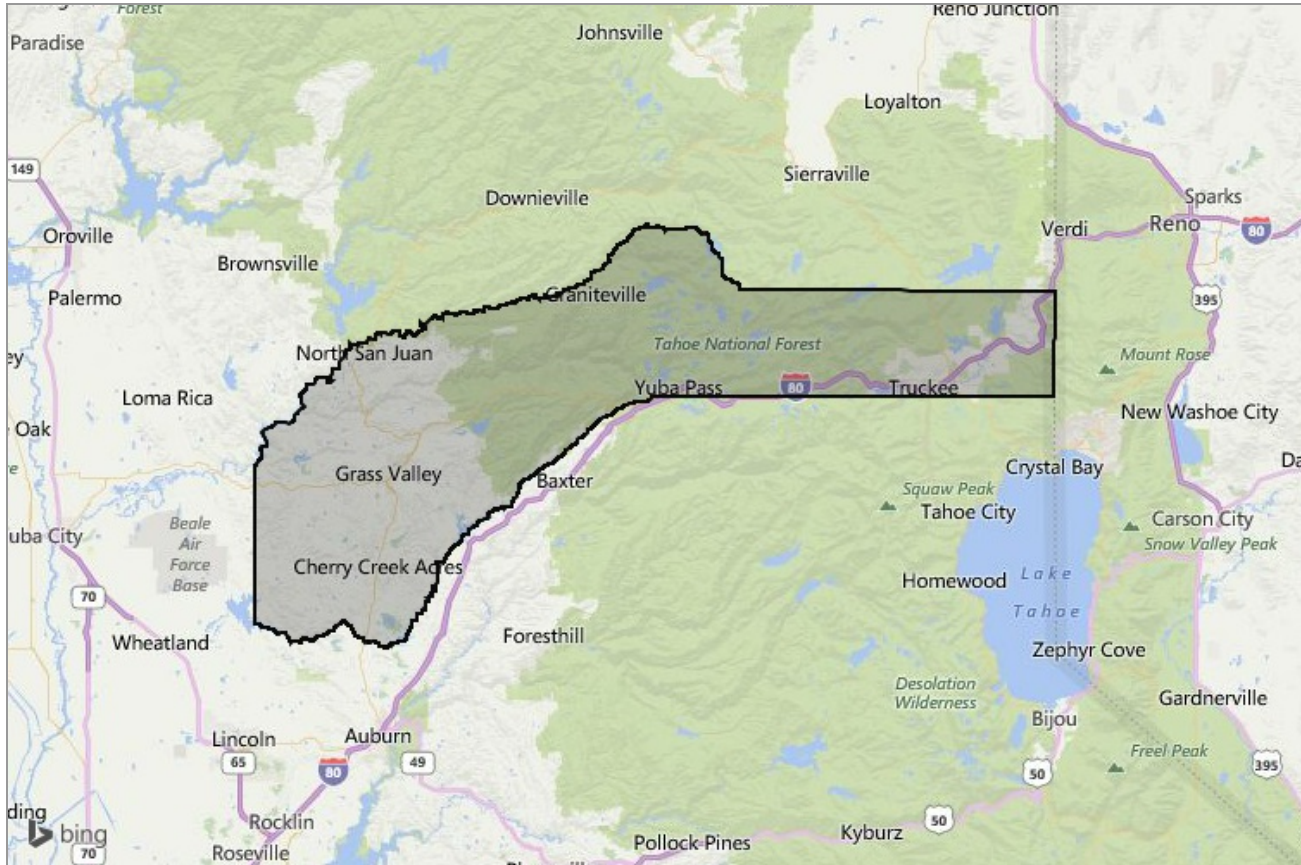 Forest
Reno Junction
Johnsville
Paradise
Loyalton
149
Sierraville
Downieville
Sparks
Oroville
Verdi
Reno
80
Brownsville
Palermo
Graniteville
395
ey
North San Juan
Tahoe National Forest
Mount Rose
Loma Rica
Yuba Pass
80
Truckee
New Washoe City
e Oak
Grass Valley
Baxter
Crystal Bay
Da
re
Squaw Peak
Tahoe City
Beale
Air
Force
Base
uba City
Carson City
Snow Valley Peak
Cherry Creek Acres
Homewood
Lake
Tahoe
70
Wheatland
Foresthill
Zephyr Cove
Desolation
Wilderness
Gardnerville
Bijou
Lincoln
Auburn
Freel Peak
65
80
49
50
395
ding
bing
Rocklin
50
Kyburz
70
Roseville
Pollock Pines